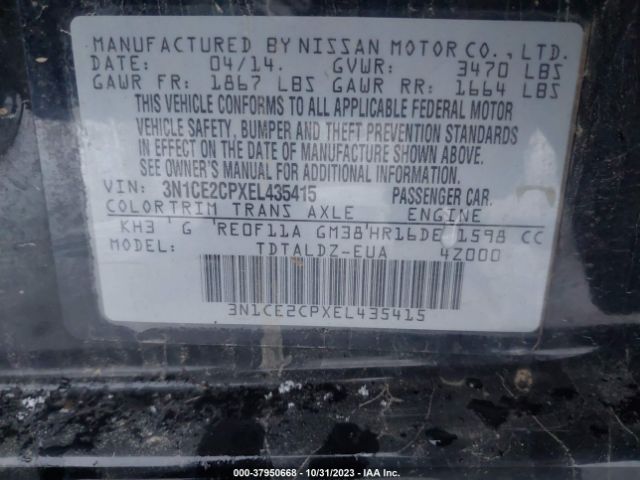 MANUFACTURED BY NISSAN MOTOR CO., LTD.
DATE: 04/14. GVWR: 3470 LBS
GAWR FR: 1867 LBS GAWR RR: 1664 LBS
THIS VEHICLE CONFORMS TO ALL APPLICABLE FEDERAL MOTOR
VEHICLE SAFETY, BUMPER AND THEFT PREVENTION STANDARDS
IN EFFECT ON THE DATE OF MANUFACTURE SHOWN ABOVE.
SEE OWNER'S MANUAL FOR ADDITIONAL INFORMATION.
VIN: 3N1CE2CPXEL435415 PASSENGER CAR.
COLORTRIM TRANS AXLE ENGINE
KH3 ' G RE0F11A GM38'HR16DE 1598 CC
MODEL: TDTALDZ-EUA 4Z000
3N1CE2CPXEL435415
000-37950668 • 10/31/2023 • IAA Inc.